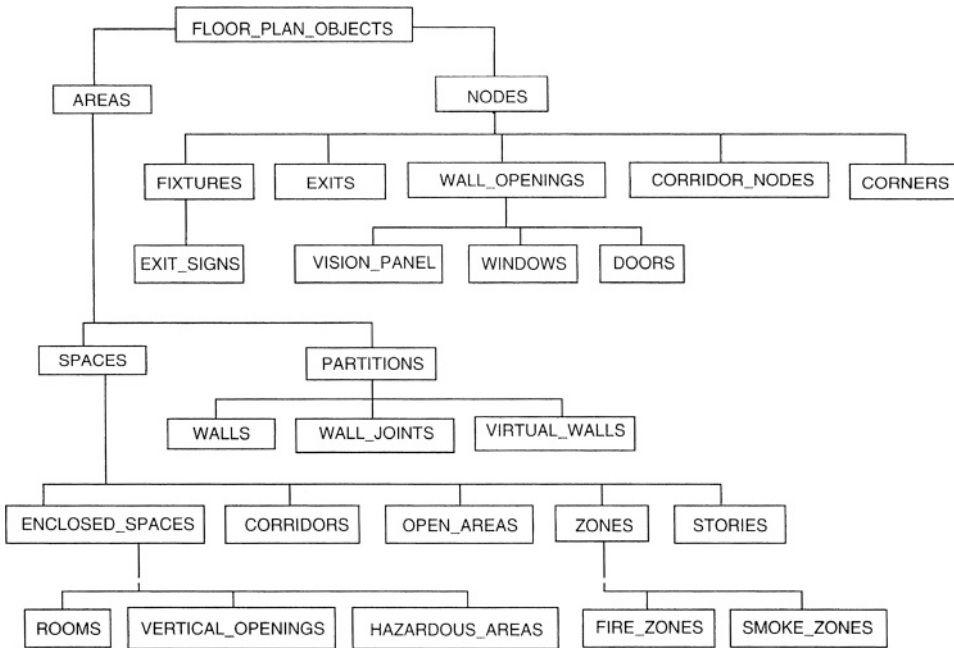 FLOOR_PLAN_OBJECTS
AREAS
NODES
FIXTURES
EXITS
WALL_OPENINGS
CORRIDOR_NODES
CORNERS
EXIT_SIGNS
VISION_PANEL
WINDOWS
DOORS
SPACES
PARTITIONS
WALLS
WALL_JOINTS
VIRTUAL_WALLS
ENCLOSED_SPACES
CORRIDORS
OPEN_AREAS
ZONES
STORIES
ROOMS
VERTICAL_OPENINGS
HAZARDOUS_AREAS
FIRE_ZONES
SMOKE_ZONES